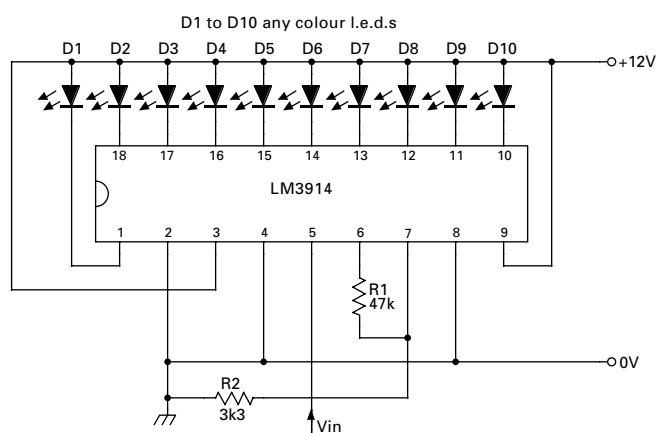 D1 to D10 any colour l.e.d.s
D1 D2 D3 D4 D5 D6 D7 D8 D9 D10
+12V
18 17 16 15 14 13 12 11 10
LM3914
1 2 3 4 5 6 7 8 9
R1
47k
0V
R2
3k3
Vin